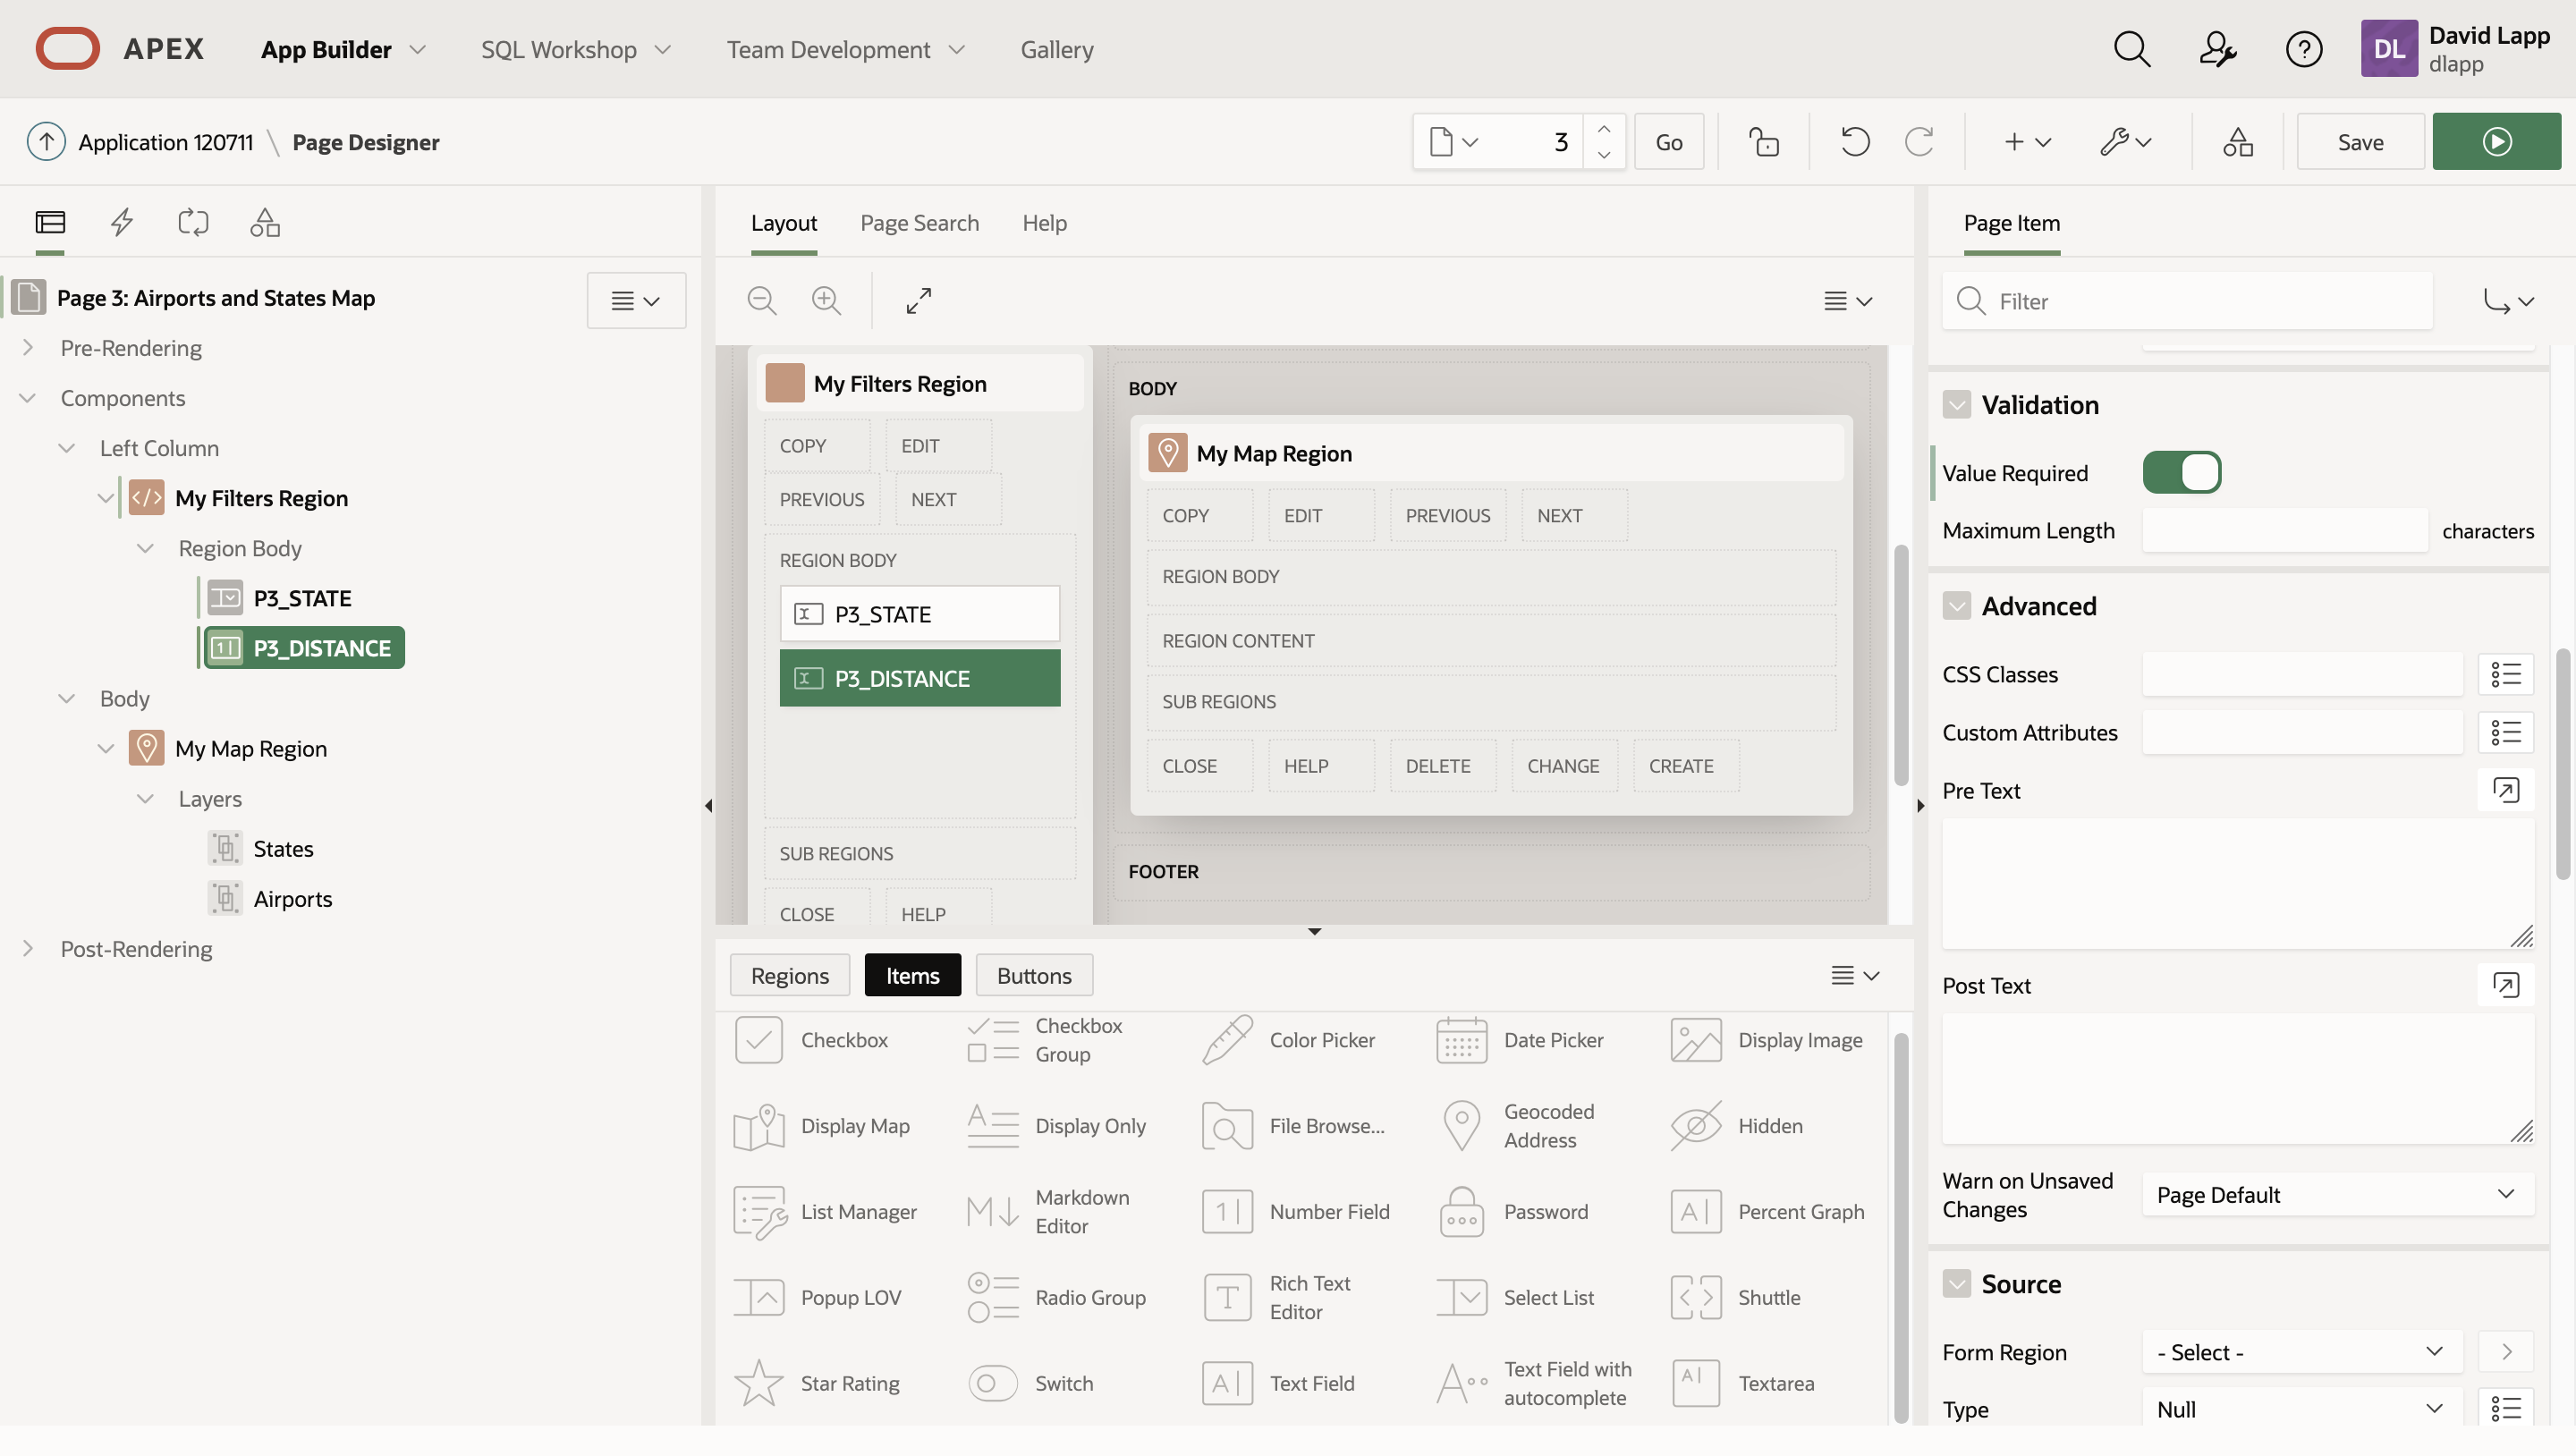 APEX App Builder SQL Workshop Team Development Gallery DL David Lapp
dlapp
Application 120711 \ Page Designer 3 Go Save
Page 3: Airports and States Map
Pre-Rendering
Components
Left Column
My Filters Region
Region Body
P3_STATE
P3_DISTANCE
Body
My Map Region
Layers
States
Airports
Post-Rendering
Layout Page Search Help
My Filters Region
COPY EDIT
PREVIOUS NEXT
REGION BODY
P3_STATE
P3_DISTANCE
SUB REGIONS
CLOSE HELP
BODY
My Map Region
COPY EDIT PREVIOUS NEXT
REGION BODY
REGION CONTENT
SUB REGIONS
CLOSE HELP DELETE CHANGE CREATE
FOOTER
Regions Items Buttons
Checkbox Checkbox Group Color Picker Date Picker Display Image
Display Map Display Only File Browse... Geocoded Address Hidden
List Manager Markdown Editor Number Field Password Percent Graph
Popup LOV Radio Group Rich Text Editor Select List Shuttle
Star Rating Switch Text Field Text Field with autocomplete Textarea
Page Item
Filter
Validation
Value Required
Maximum Length characters
Advanced
CSS Classes
Custom Attributes
Pre Text
Post Text
Warn on Unsaved Changes Page Default
Source
Form Region - Select -
Type Null